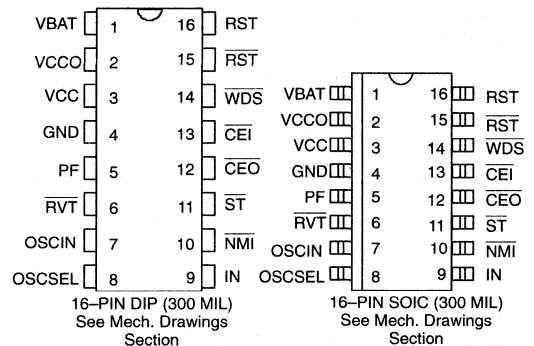 VBAT 1 16 RST
VCCO 2 15 RST
VCC 3 14 WDS
GND 4 13 CEI
PF 5 12 CEO
RVT 6 11 ST
OSCIN 7 10 NMI
OSCSEL 8 9 IN
16–PIN DIP (300 MIL)
See Mech. Drawings
Section
VBAT 1 16 RST
VCCO 2 15 RST
VCC 3 14 WDS
GND 4 13 CEI
PF 5 12 CEO
RVT 6 11 ST
OSCIN 7 10 NMI
OSCSEL 8 9 IN
16–PIN SOIC (300 MIL)
See Mech. Drawings
Section